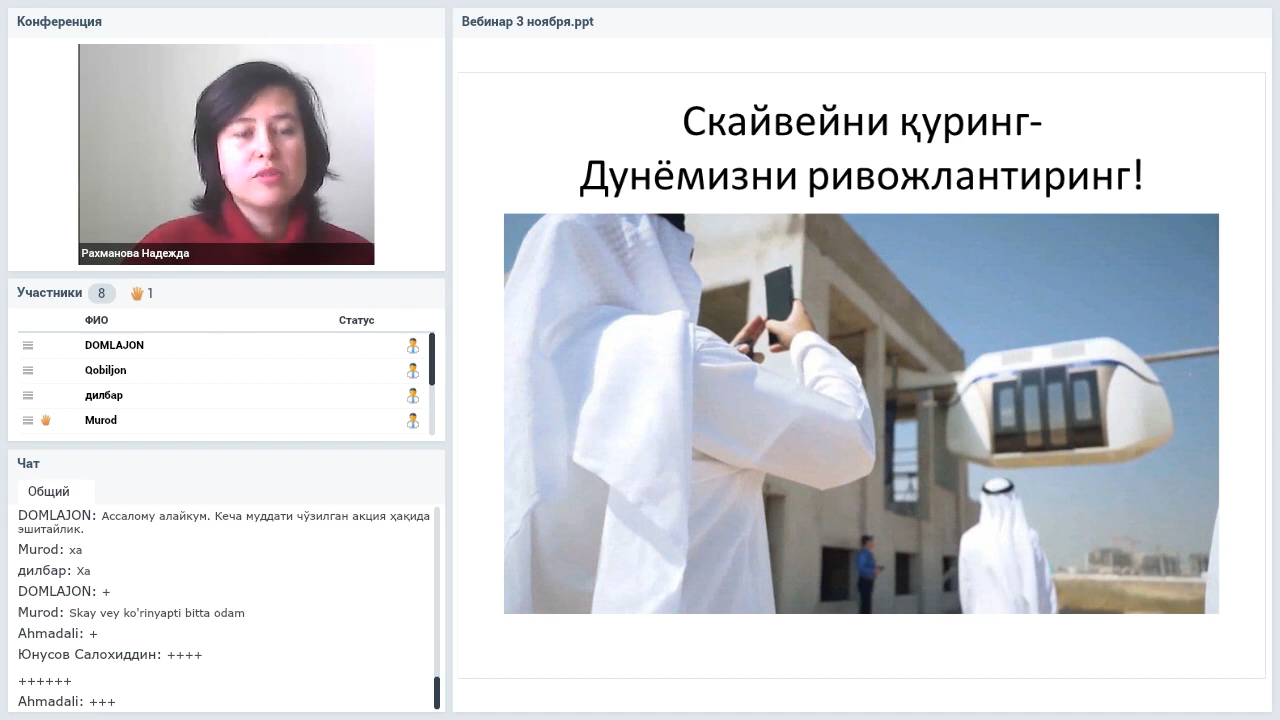 Конференция
Рахманова Надежда
Участники 8 1
ФИО Статус
DOMLAJON
Qobiljon
дилбар
Murod
Чат
Общий
DOMLAJON: Ассалому алайкум. Кеча муддати чўзилган акция ҳақида
эшитайлик.
Murod: ха
дилбар: Ха
DOMLAJON: +
Murod: Skay vey ko'rinyapti bitta odam
Ahmadali: +
Юнусов Салохиддин: ++++
++++++
Ahmadali: +++
Вебинар 3 ноября.ppt
Скайвейни қуринг-
Дунёмизни ривожлантиринг!